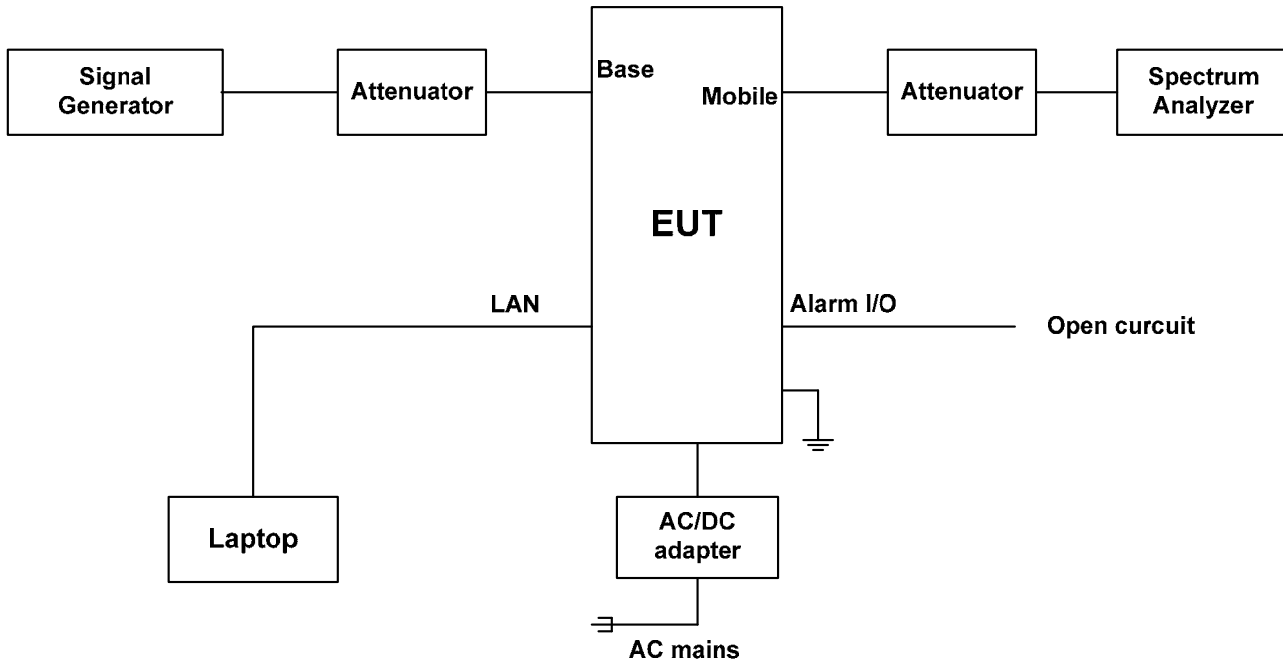 Signal
Generator
Attenuator
Base
Mobile
Attenuator
Spectrum
Analyzer
EUT
LAN
Alarm I/O
Open curcuit
Laptop
AC/DC
adapter
AC mains